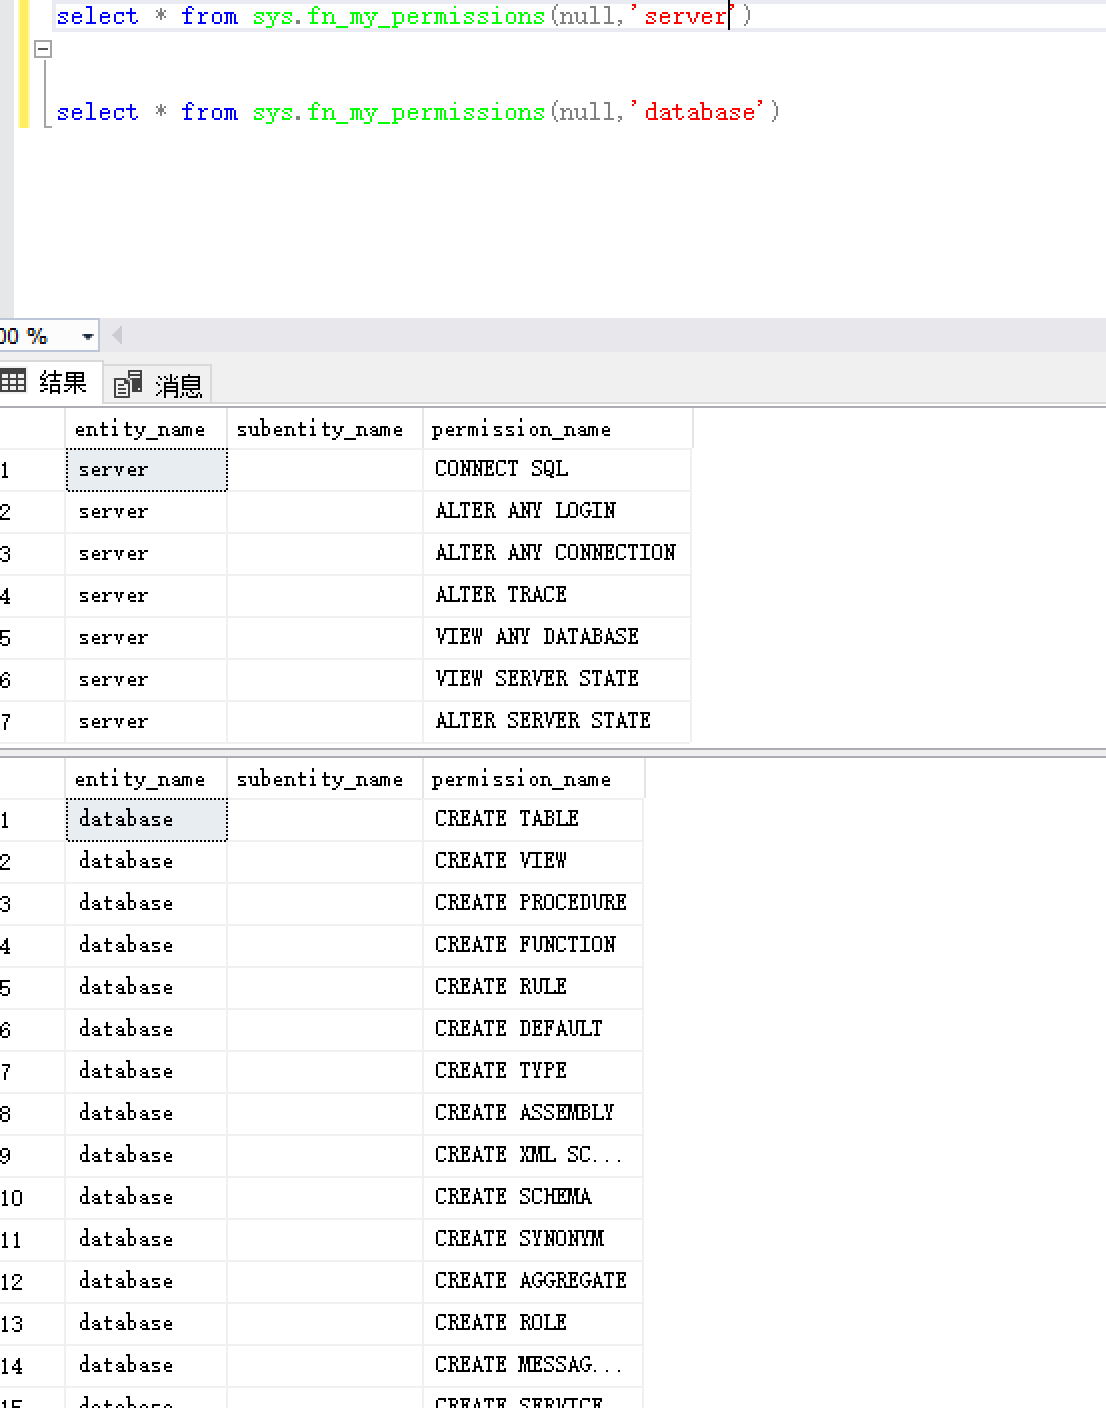 select * from sys.fn_my_permissions(null,'server')
select * from sys.fn_my_permissions(null,'database')
00 %
结果 消息
entity_name subentity_name permission_name
1 server CONNECT SQL
2 server ALTER ANY LOGIN
3 server ALTER ANY CONNECTION
4 server ALTER TRACE
5 server VIEW ANY DATABASE
6 server VIEW SERVER STATE
7 server ALTER SERVER STATE
entity_name subentity_name permission_name
1 database CREATE TABLE
2 database CREATE VIEW
3 database CREATE PROCEDURE
4 database CREATE FUNCTION
5 database CREATE RULE
6 database CREATE DEFAULT
7 database CREATE TYPE
8 database CREATE ASSEMBLY
9 database CREATE XML SC...
10 database CREATE SCHEMA
11 database CREATE SYNONYM
12 database CREATE AGGREGATE
13 database CREATE ROLE
14 database CREATE MESSAG...
15 database CREATE SERVICE